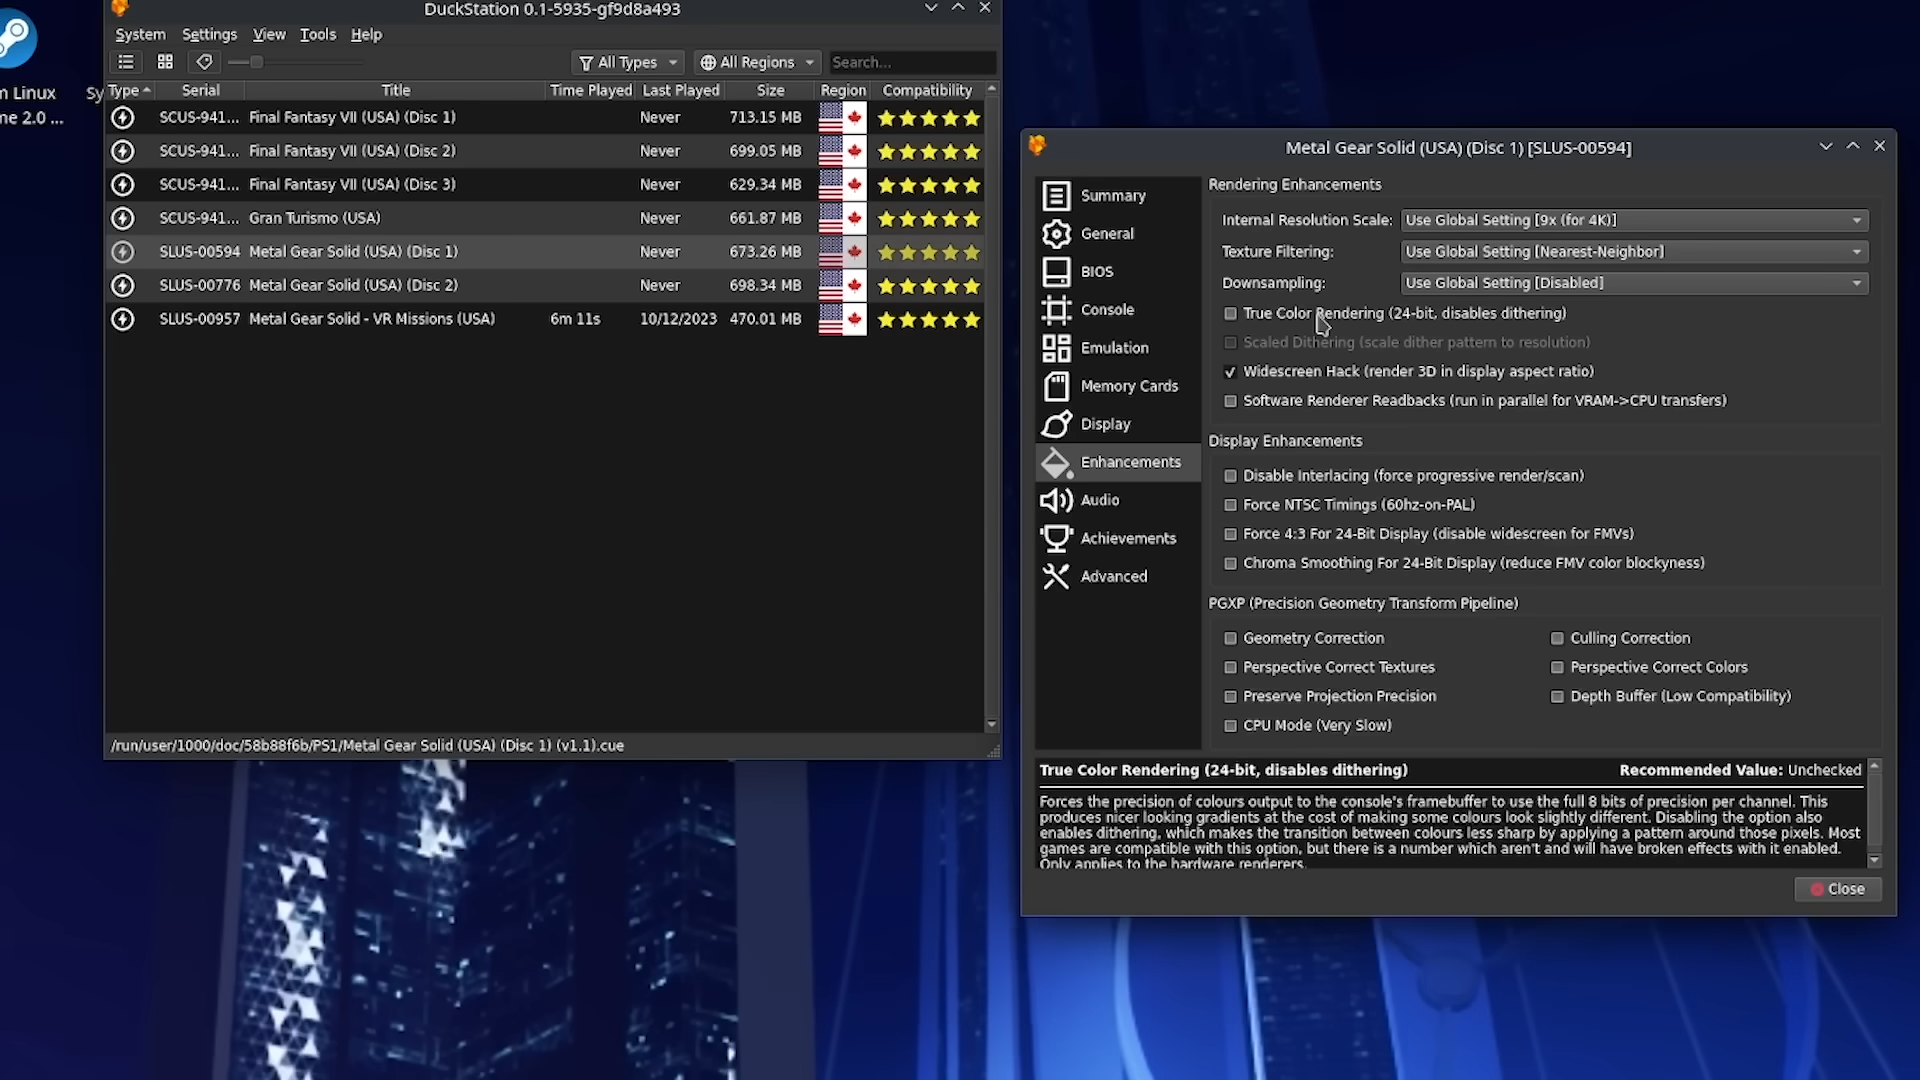 m Linux
me 2.0 ...
Sy
DuckStation 0.1-5935-gf9d8a493
System Settings View Tools Help
All Types All Regions Search...
Type Serial Title Time Played Last Played Size Region Compatibility
SCUS-941... Final Fantasy VII (USA) (Disc 1) Never 713.15 MB
SCUS-941... Final Fantasy VII (USA) (Disc 2) Never 699.05 MB
SCUS-941... Final Fantasy VII (USA) (Disc 3) Never 629.34 MB
SCUS-941... Gran Turismo (USA) Never 661.87 MB
SLUS-00594 Metal Gear Solid (USA) (Disc 1) Never 673.26 MB
SLUS-00776 Metal Gear Solid (USA) (Disc 2) Never 698.34 MB
SLUS-00957 Metal Gear Solid - VR Missions (USA) 6m 11s 10/12/2023 470.01 MB
/run/user/1000/doc/58b88f6b/PS1/Metal Gear Solid (USA) (Disc 1) (v1.1).cue
Metal Gear Solid (USA) (Disc 1) [SLUS-00594]
Summary
General
BIOS
Console
Emulation
Memory Cards
Display
Enhancements
Audio
Achievements
Advanced
Rendering Enhancements
Internal Resolution Scale: Use Global Setting [9x (for 4K)]
Texture Filtering: Use Global Setting [Nearest-Neighbor]
Downsampling: Use Global Setting [Disabled]
True Color Rendering (24-bit, disables dithering)
Scaled Dithering (scale dither pattern to resolution)
Widescreen Hack (render 3D in display aspect ratio)
Software Renderer Readbacks (run in parallel for VRAM->CPU transfers)
Display Enhancements
Disable Interlacing (force progressive render/scan)
Force NTSC Timings (60hz-on-PAL)
Force 4:3 For 24-Bit Display (disable widescreen for FMVs)
Chroma Smoothing For 24-Bit Display (reduce FMV color blockyness)
PGXP (Precision Geometry Transform Pipeline)
Geometry Correction Culling Correction
Perspective Correct Textures Perspective Correct Colors
Preserve Projection Precision Depth Buffer (Low Compatibility)
CPU Mode (Very Slow)
True Color Rendering (24-bit, disables dithering) Recommended Value: Unchecked
Forces the precision of colours output to the console's framebuffer to use the full 8 bits of precision per channel. This
produces nicer looking gradients at the cost of making some colours look slightly different. Disabling the option also
enables dithering, which makes the transition between colours less sharp by applying a pattern around those pixels. Most
games are compatible with this option, but there is a number which aren't and will have broken effects with it enabled.
Only applies to the hardware renderers.
Close